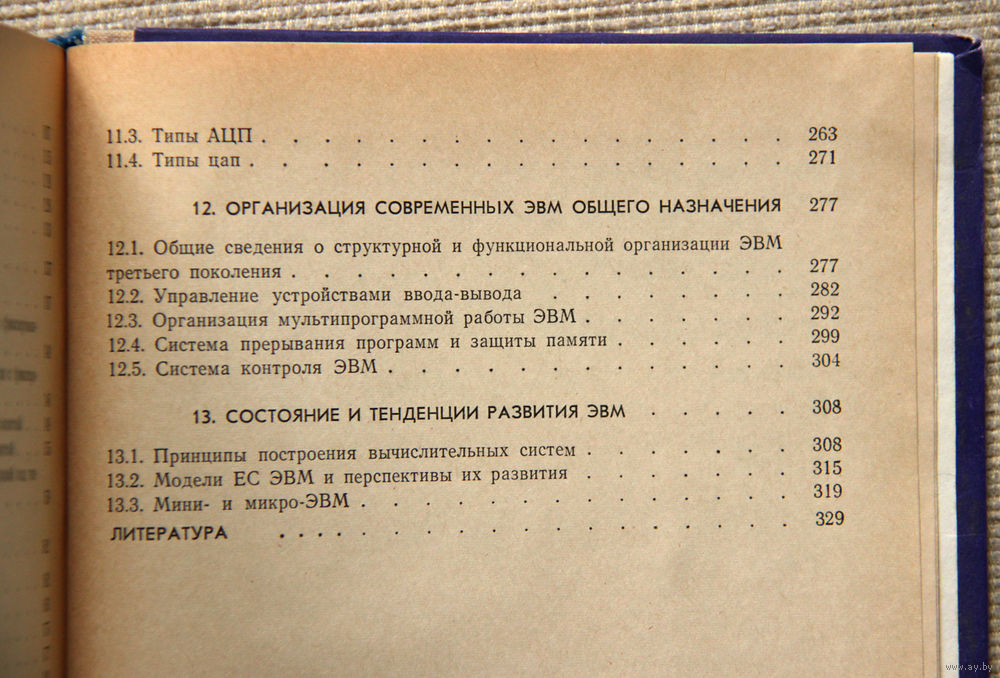 11.3. Типы АЦП . . . . . . . . . . . . . . . . . 263
11.4. Типы цап . . . . . . . . . . . . . . . . . 271
12. ОРГАНИЗАЦИЯ СОВРЕМЕННЫХ ЭВМ ОБЩЕГО НАЗНАЧЕНИЯ 277
12.1. Общие сведения о структурной и функциональной организации ЭВМ
третьего поколения . . . . . . . . . . . . . . . . 277
12.2. Управление устройствами ввода-вывода . . . . . . . . 282
12.3. Организация мультипрограммной работы ЭВМ . . . . . . . 292
12.4. Система прерывания программ и защиты памяти . . . . . . 299
12.5. Система контроля ЭВМ . . . . . . . . . . . . . 304
13. СОСТОЯНИЕ И ТЕНДЕНЦИИ РАЗВИТИЯ ЭВМ . . . . . 308
13.1. Принципы построения вычислительных систем . . . . . . . 308
13.2. Модели ЕС ЭВМ и перспективы их развития . . . . . . . 315
13.3. Мини- и микро-ЭВМ . . . . . . . . . . . . . . 319
ЛИТЕРАТУРА . . . . . . . . . . . . . . . . . . 329
www.ay.by